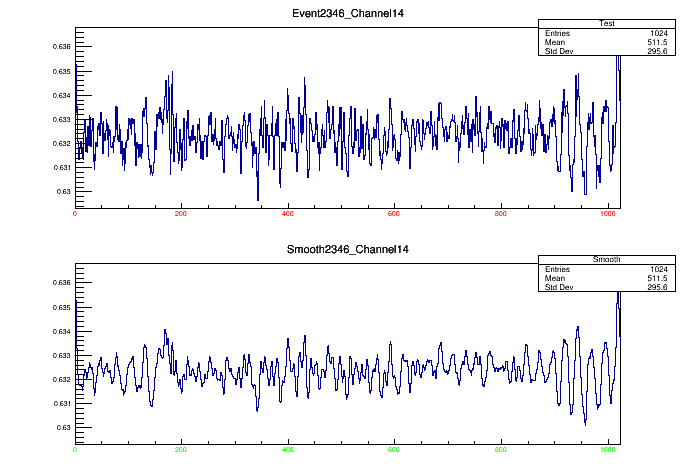 Event2346_Channel14
Test
Entries 1024
Mean 511.5
Std Dev 295.6
0.636
0.635
0.634
0.633
0.632
0.631
0.63
0 200 400 600 800 1000
Smooth2346_Channel14
Smooth
Entries 1024
Mean 511.5
Std Dev 295.6
0.636
0.635
0.634
0.633
0.632
0.631
0.63
0 200 400 600 800 1000